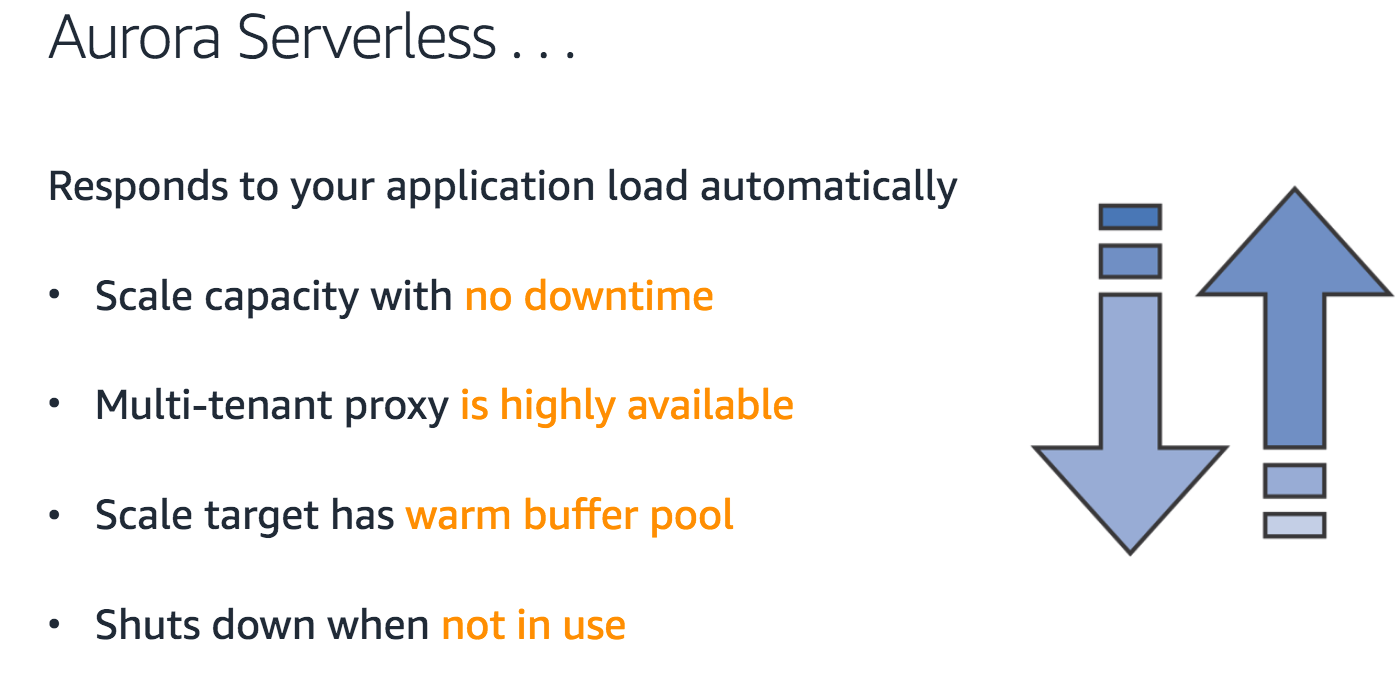 Aurora Serverless . . .
Responds to your application load automatically
• Scale capacity with no downtime
• Multi-tenant proxy is highly available
• Scale target has warm buffer pool
• Shuts down when not in use